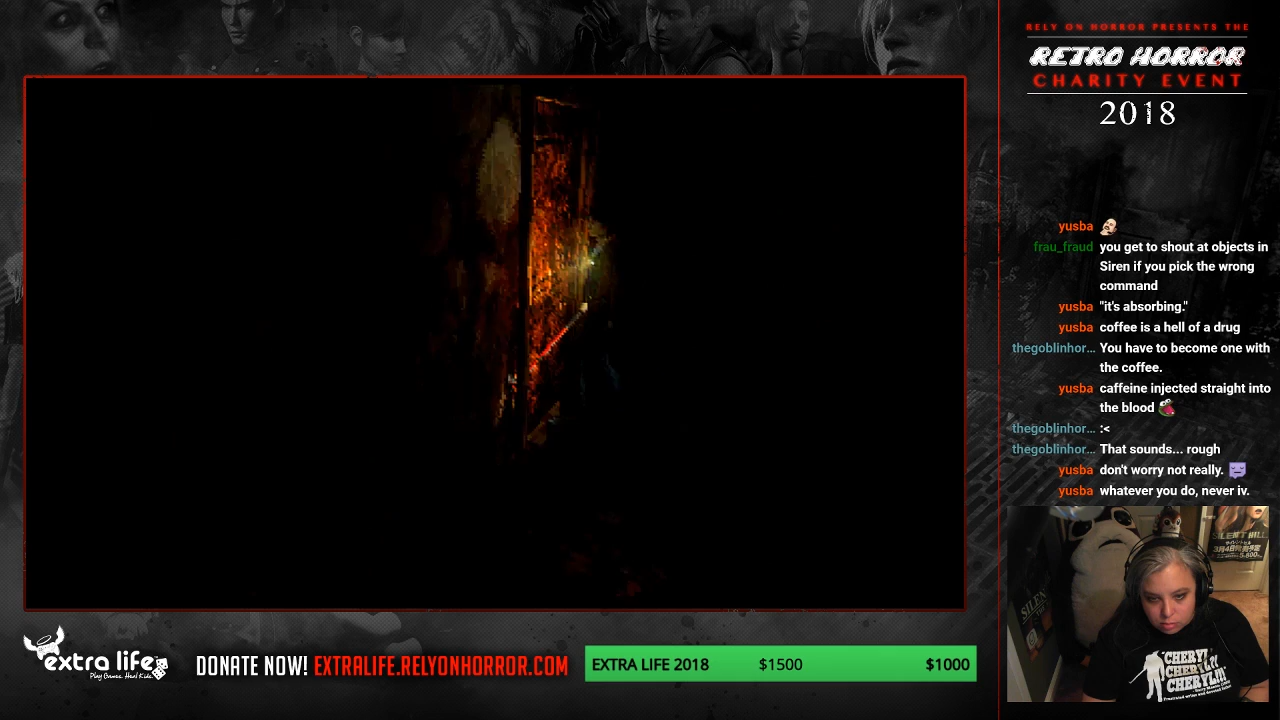 RELY ON HORROR PRESENTS THE
RETRO HORROR
CHARITY EVENT
2018
yusba
frau_fraud you get to shout at objects in
Siren if you pick the wrong
command
yusba "it's absorbing."
yusba coffee is a hell of a drug
thegoblinhor... You have to become one with
the coffee.
yusba caffeine injected straight into
the blood
thegoblinhor... :<
thegoblinhor... That sounds... rough
yusba don't worry not really.
yusba whatever you do, never iv.
SILENT HILL
SILEN
CHERYL
CHERYL!!!
extra life
Play Games. Heal Kids.
DONATE NOW! EXTRALIFE.RELYONHORROR.COM
EXTRA LIFE 2018 $1500 $1000